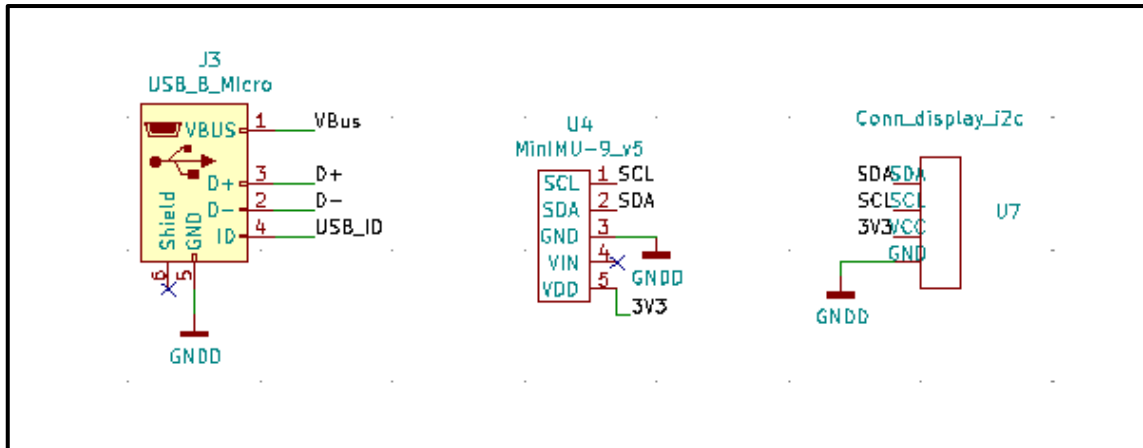 J3
USB_B_Micro
VBUS 1 VBus
D+ 3 D+
D- 2 D-
ID 4 USB_ID
Shield
GND
6
5
GNDD
U4
MinIMU-9_v5
SCL 1 SCL
SDA 2 SDA
GND 3
VIN 4
VDD 5
GNDD
3V3
Conn_display_i2c
SDA SDA
SCL SCL
3V3 VCC
GND
U7
GNDD